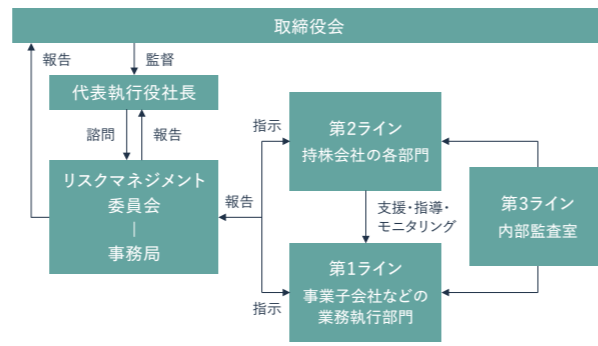 取締役会
報告
監督
代表執行役社長
諮問
報告
リスクマネジメント
委員会
|
事務局
報告
指示
第2ライン
持株会社の各部門
支援・指導・
モニタリング
第1ライン
事業子会社などの
業務執行部門
指示
第3ライン
内部監査室